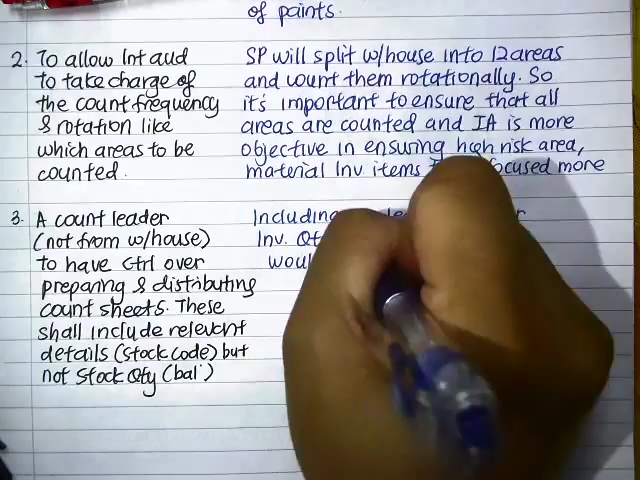 of paints.
2. To allow Int aud
to take charge of
the count frequency
& rotation like
which areas to be
counted.
SP will split w/house into 12 areas
and count them rotationally. So
it's important to ensure that all
areas are counted and IA is more
objective in ensuring high risk area,
material Inv items focused more
3. A count leader
(not from w/house)
to have ctrl over
preparing & distributing
count sheets. These
shall include relevent
details (stock code) but
not stock Qty (bal)
Including
Inv. Qt
woul